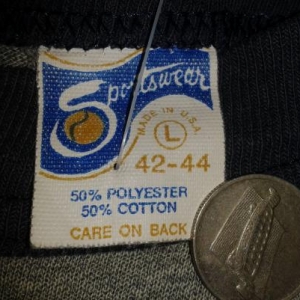 Sportswear
MADE IN U.S.A.
L
42-44
50% POLYESTER
50% COTTON
CARE ON BACK